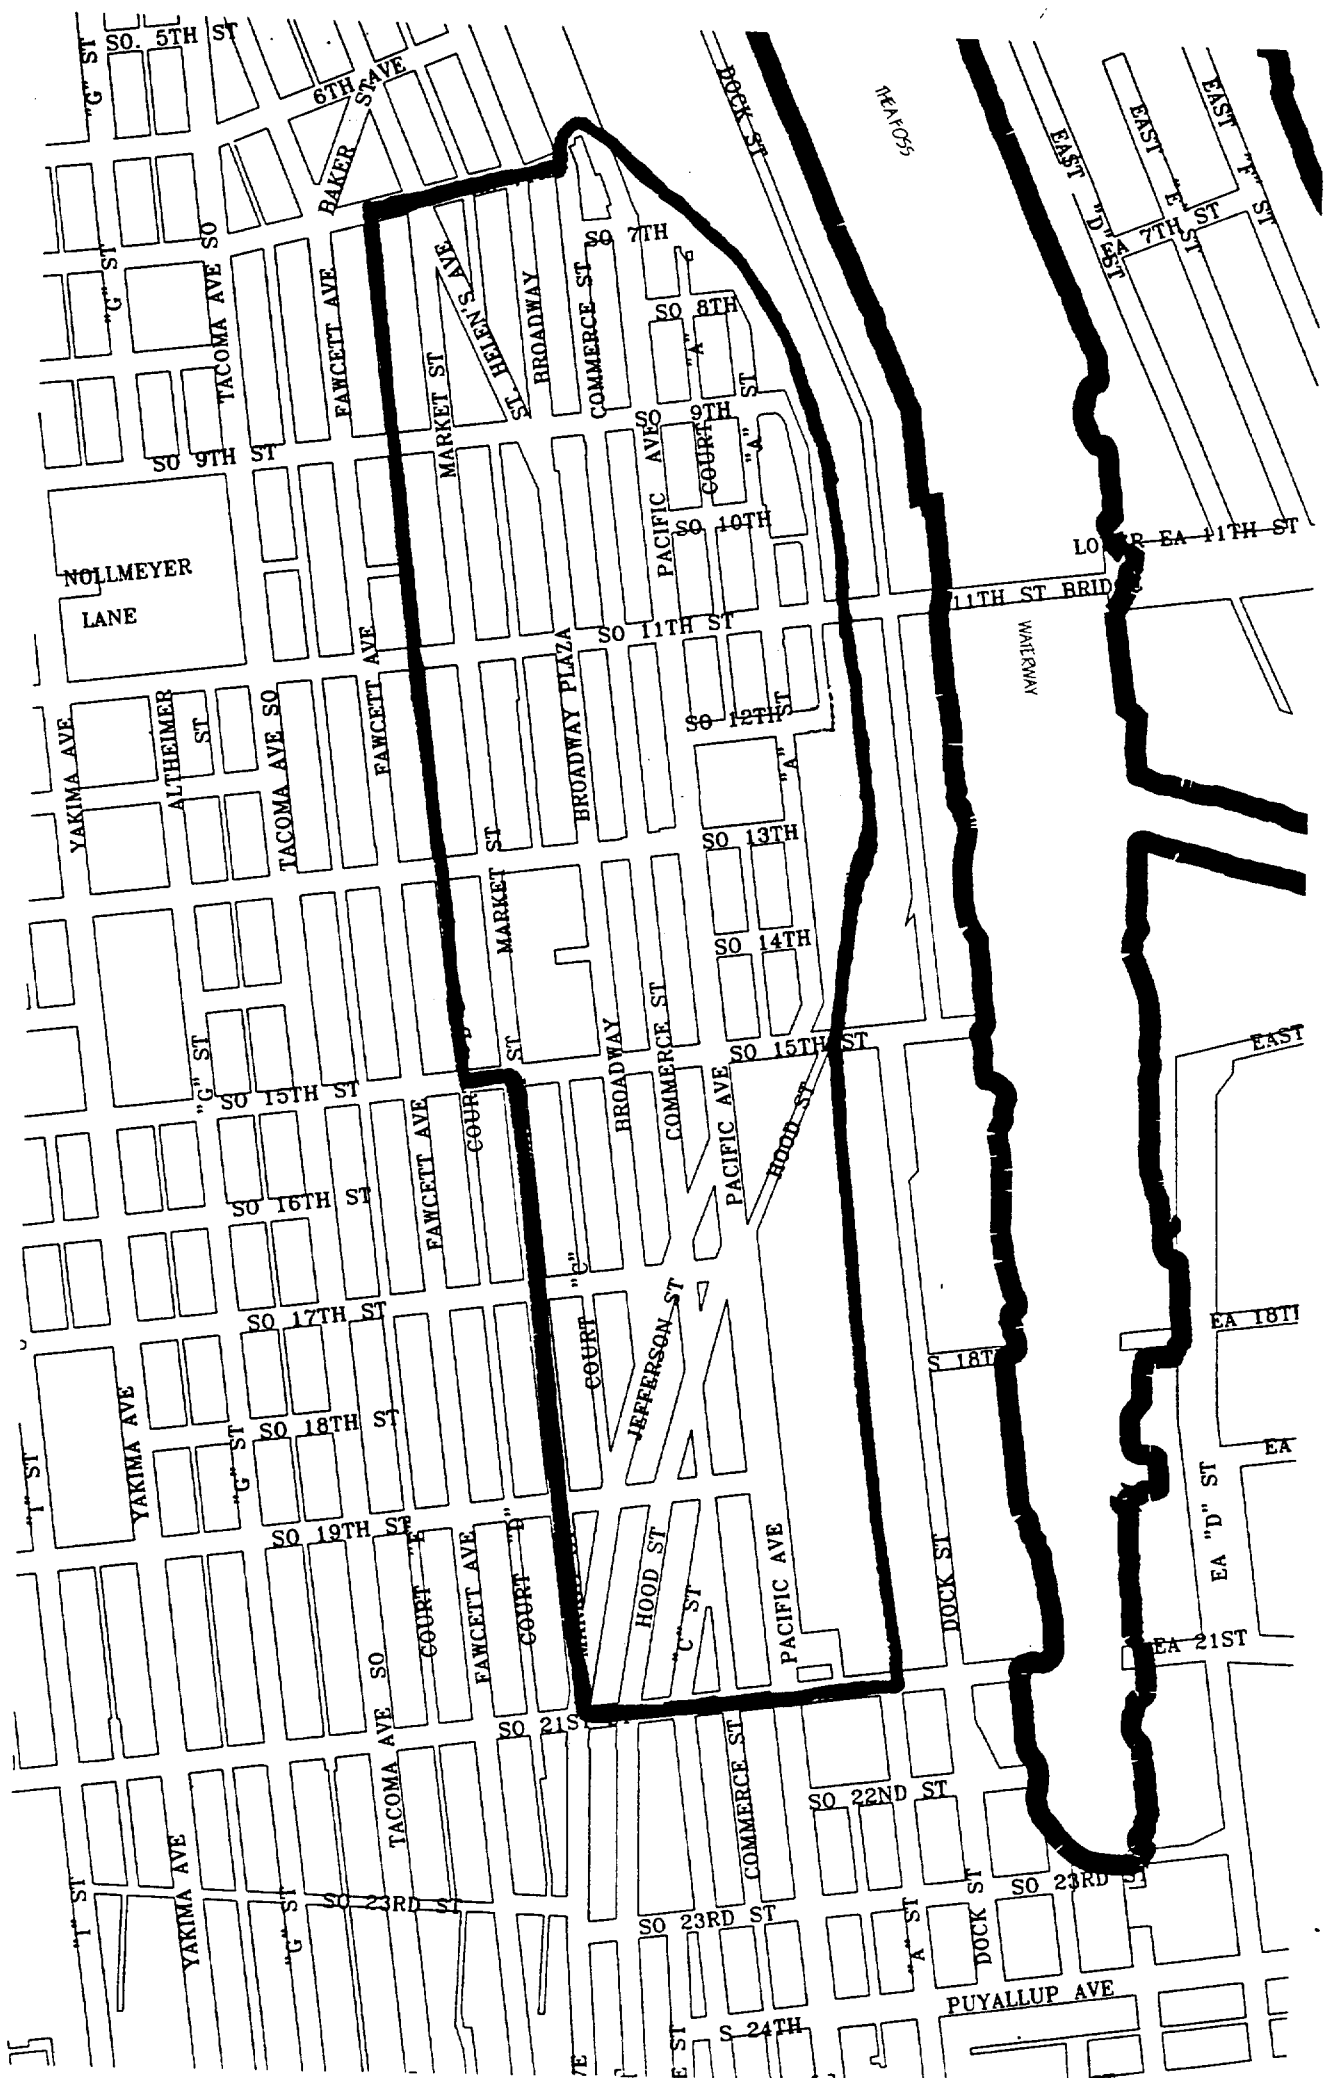 SO. 5TH ST
"G" ST
6TH AVE
ST
BAKER
DOCK ST
THEA FOSS
EAST "D" ST
EAST "E" ST
EAST "F" ST
EA 7TH ST
"G" ST
TACOMA AVE SO
FAWCETT AVE
MARKET ST
ST. HELEN'S AVE
BROADWAY
COMMERCE ST
SO 7TH
SO 8TH
"A" ST
SO 9TH
SO 9TH ST
PACIFIC AVE
COURT "A"
SO 10TH
LOWER EA 11TH ST
11TH ST BRIDG
WATERWAY
NOLLMEYER
LANE
SO 11TH ST
YAKIMA AVE
ALTHEIMER ST
TACOMA AVE SO
FAWCETT AVE
BROADWAY PLAZA
SO 12TH
"A" ST
MARKET ST
SO 13TH
SO 14TH
"G" ST
SO 15TH ST
FAWCETT AVE
COUR
ST
BROADWAY
COMMERCE ST
PACIFIC AVE
SO 15TH ST
HOOD ST
EAST
SO 16TH ST
SO 17TH ST
COURT "C"
JEFFERSON ST
S 18T
EA 18TH
"I" ST
YAKIMA AVE
"G" ST
SO 18TH ST
SO 19TH ST
COURT "E"
FAWCETT AVE
COURT "D"
HOOD ST
"C" ST
PACIFIC AVE
DOCK ST
EA
EA "D" ST
EA 21ST
TACOMA AVE SO
SO 21ST
COMMERCE ST
SO 22ND ST
"I" ST
YAKIMA AVE
"G" ST
SO 23RD ST
SO 23RD ST
"A" ST
DOCK ST
SO 23RD ST
PUYALLUP AVE
S 24TH
VE
E ST